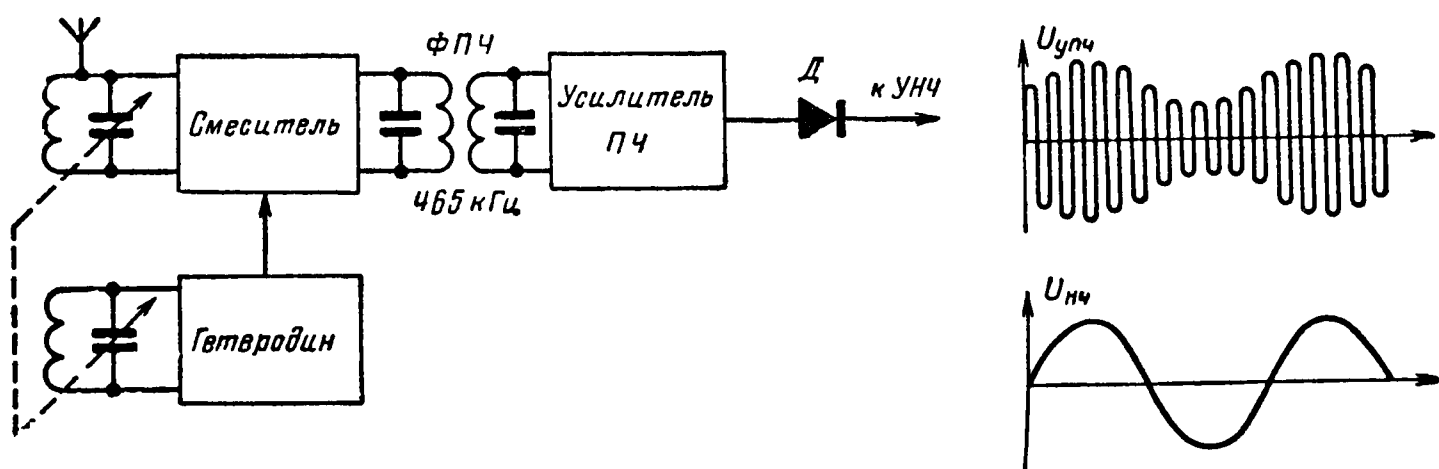 ФПЧ
Смеситель
465 кГц
Усилитель
ПЧ
Д
к УНЧ
Гетеродин
Uупч
Uнч